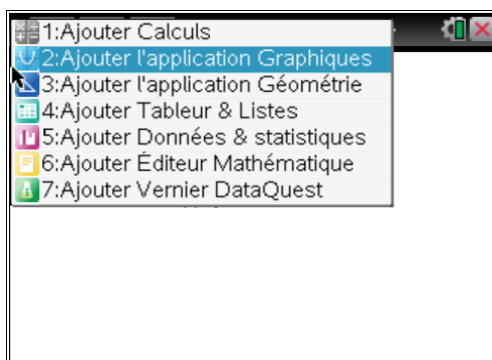 1:Ajouter Calculs
2:Ajouter l'application Graphiques
3:Ajouter l'application Géométrie
4:Ajouter Tableur & Listes
5:Ajouter Données & statistiques
6:Ajouter Éditeur Mathématique
7:Ajouter Vernier DataQuest